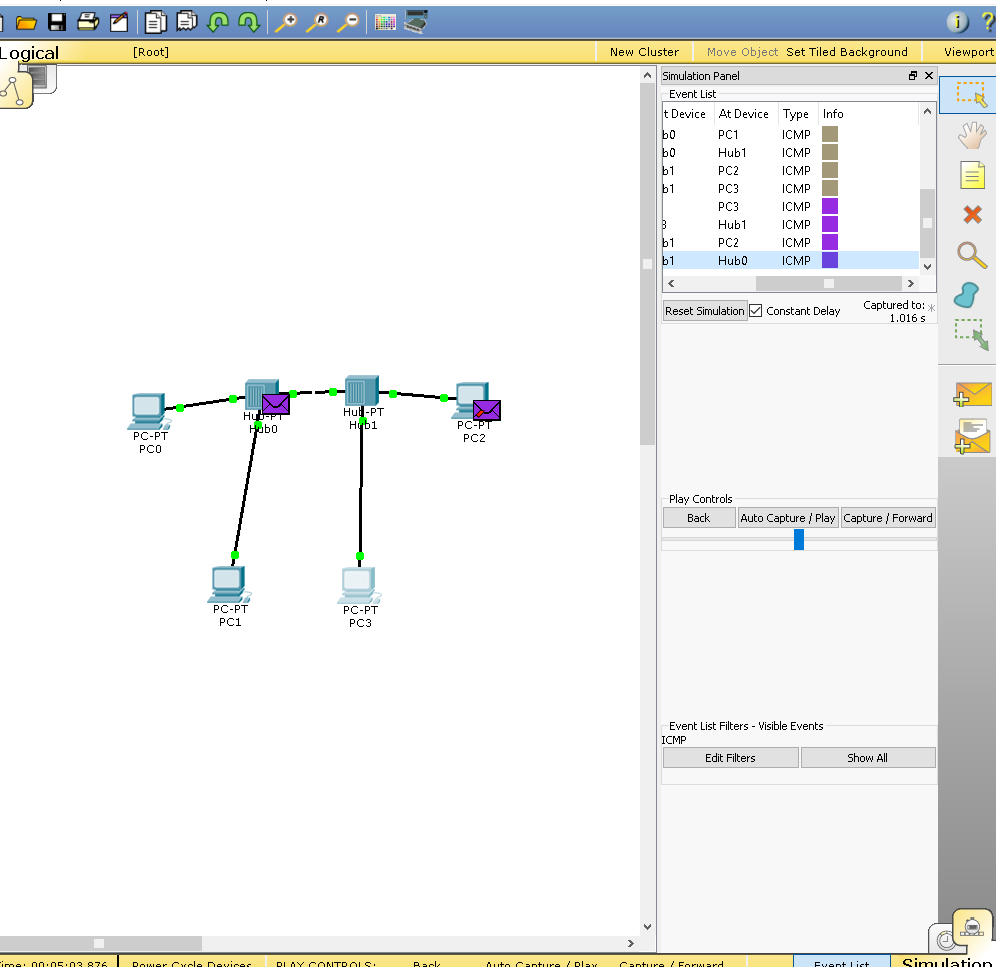 Logical [Root] New Cluster Move Object Set Tiled Background Viewport
Simulation Panel
Event List
t Device At Device Type Info
b0 PC1 ICMP
b0 Hub1 ICMP
b1 PC2 ICMP
b1 PC3 ICMP
PC3 ICMP
3 Hub1 ICMP
b1 PC2 ICMP
b1 Hub0 ICMP
Reset Simulation Constant Delay Captured to:
1.016 s
PC-PT
PC0
Hub-PT
Hub0
Hub-PT
Hub1
PC-PT
PC2
PC-PT
PC1
PC-PT
PC3
Play Controls
Back Auto Capture / Play Capture / Forward
Event List Filters - Visible Events
ICMP
Edit Filters Show All
Time: 00:05:03.876 Power Cycle Devices PLAY CONTROLS: Back Auto Capture / Play Capture / Forward Event List Simulation